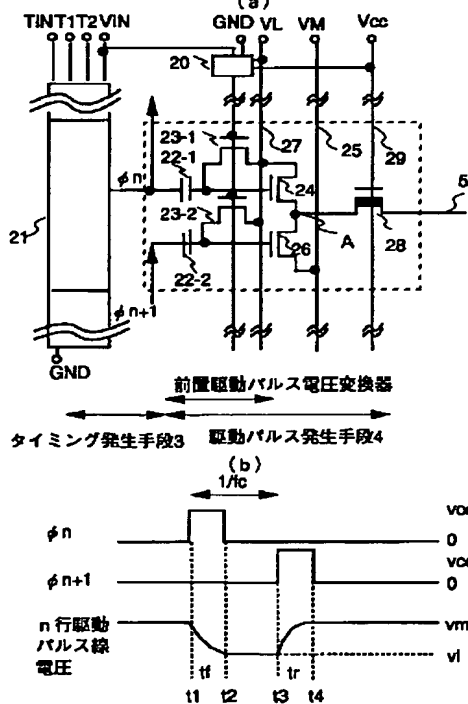 (a)
TINT1 T2 VIN GND VL VM Vcc
20
23-1
22-1
27
25
29
φn
24
5
21
23-2
26
A
28
22-2
φn+1
GND
前置駆動パルス電圧変換器
タイミング発生手段3
駆動パルス発生手段4
(b)
1/fc
φn
vcc
0
φn+1
vcc
0
n行駆動
パルス線
電圧
vm
vl
tf
tr
t1 t2 t3 t4